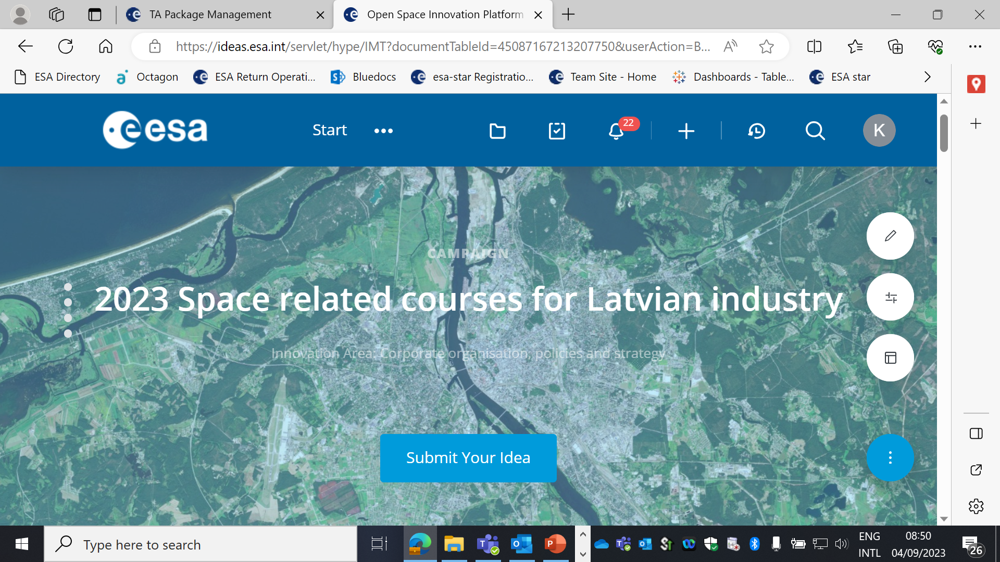 TA Package Management
Open Space Innovation Platform
https://ideas.esa.int/servlet/hype/IMT?documentTableId=45087167213207750&userAction=B...
ESA Directory
Octagon
ESA Return Operati...
Bluedocs
esa-star Registratio...
Team Site - Home
Dashboards - Table...
ESA star
esa
Start
22
K
CAMPAIGN
2023 Space related courses for Latvian industry
Innovation Area: Corporate organisation, policies and strategy
Submit Your Idea
Type here to search
ENG
INTL
08:50
04/09/2023
26